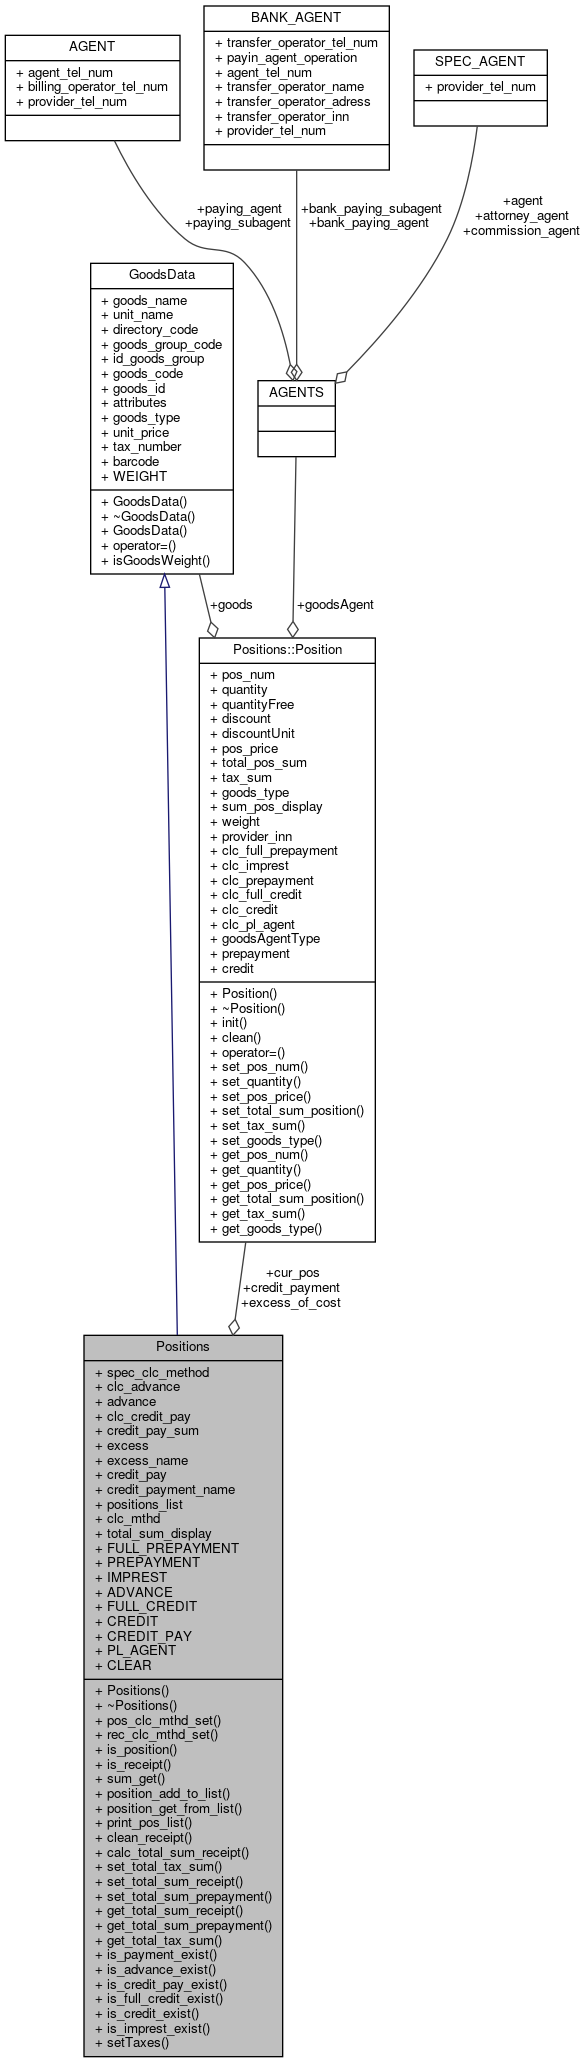 AGENT
+ agent_tel_num
+ billing_operator_tel_num
+ provider_tel_num
BANK_AGENT
+ transfer_operator_tel_num
+ payin_agent_operation
+ agent_tel_num
+ transfer_operator_name
+ transfer_operator_adress
+ transfer_operator_inn
+ provider_tel_num
SPEC_AGENT
+ provider_tel_num
+paying_agent
+paying_subagent
+bank_paying_subagent
+bank_paying_agent
+agent
+attorney_agent
+commission_agent
GoodsData
+ goods_name
+ unit_name
+ directory_code
+ goods_group_code
+ id_goods_group
+ goods_code
+ goods_id
+ attributes
+ goods_type
+ unit_price
+ tax_number
+ barcode
+ WEIGHT
+ GoodsData()
+ ~GoodsData()
+ GoodsData()
+ operator=()
+ isGoodsWeight()
AGENTS
+goods
+goodsAgent
Positions::Position
+ pos_num
+ quantity
+ quantityFree
+ discount
+ discountUnit
+ pos_price
+ total_pos_sum
+ tax_sum
+ goods_type
+ sum_pos_display
+ weight
+ provider_inn
+ clc_full_prepayment
+ clc_imprest
+ clc_prepayment
+ clc_full_credit
+ clc_credit
+ clc_pl_agent
+ goodsAgentType
+ prepayment
+ credit
+ Position()
+ ~Position()
+ init()
+ clean()
+ operator=()
+ set_pos_num()
+ set_quantity()
+ set_pos_price()
+ set_total_sum_position()
+ set_tax_sum()
+ set_goods_type()
+ get_pos_num()
+ get_quantity()
+ get_pos_price()
+ get_total_sum_position()
+ get_tax_sum()
+ get_goods_type()
+cur_pos
+credit_payment
+excess_of_cost
Positions
+ spec_clc_method
+ clc_advance
+ advance
+ clc_credit_pay
+ credit_pay_sum
+ excess
+ excess_name
+ credit_pay
+ credit_payment_name
+ positions_list
+ clc_mthd
+ total_sum_display
+ FULL_PREPAYMENT
+ PREPAYMENT
+ IMPREST
+ ADVANCE
+ FULL_CREDIT
+ CREDIT
+ CREDIT_PAY
+ PL_AGENT
+ CLEAR
+ Positions()
+ ~Positions()
+ pos_clc_mthd_set()
+ rec_clc_mthd_set()
+ is_position()
+ is_receipt()
+ sum_get()
+ position_add_to_list()
+ position_get_from_list()
+ print_pos_list()
+ clean_receipt()
+ calc_total_sum_receipt()
+ set_total_tax_sum()
+ set_total_sum_receipt()
+ set_total_sum_prepayment()
+ get_total_sum_receipt()
+ get_total_sum_prepayment()
+ get_total_tax_sum()
+ is_payment_exist()
+ is_advance_exist()
+ is_credit_pay_exist()
+ is_full_credit_exist()
+ is_credit_exist()
+ is_imprest_exist()
+ setTaxes()